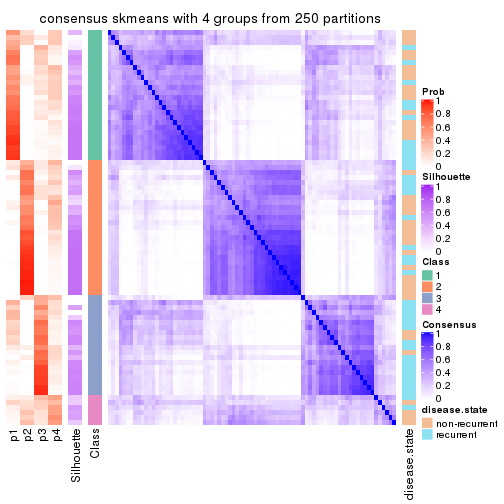 consensus skmeans with 4 groups from 250 partitions
Prob
1
0.8
0.6
0.4
0.2
0
Silhouette
1
0.8
0.6
0.4
0.2
0
Class
1
2
3
4
Consensus
1
0.8
0.6
0.4
0.2
0
disease.state
non-recurrent
recurrent
p1
p2
p3
p4
Silhouette
Class
disease.state